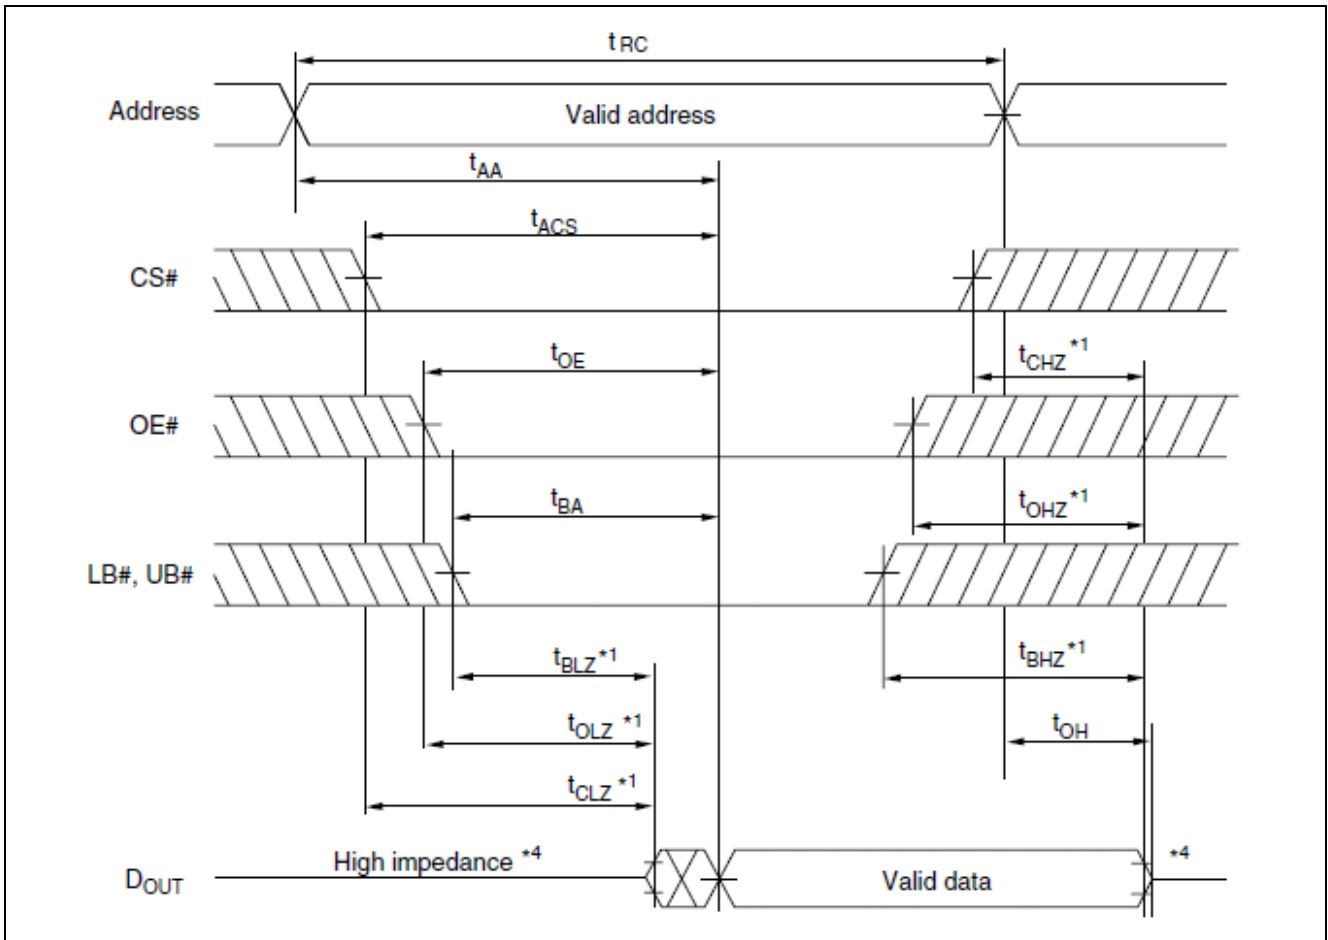 tRC
Address
Valid address
tAA
tACS
CS#
tOE
tCHZ*1
OE#
tBA
tOHZ*1
LB#, UB#
tBLZ*1
tBHZ*1
tOLZ *1
tOH
tCLZ*1
High impedance *4
*4
DOUT
Valid data